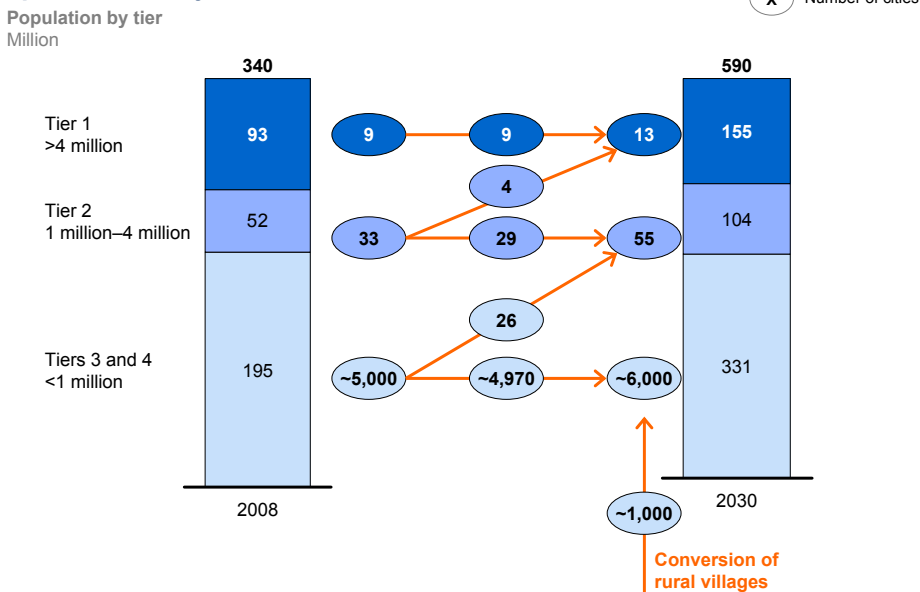 Population by tier
Million
x Number of cities
340
590
Tier 1
>4 million
93
9
9
13
155
4
Tier 2
1 million–4 million
52
33
29
55
104
26
Tiers 3 and 4
<1 million
195
~5,000
~4,970
~6,000
331
2008
~1,000
2030
Conversion of
rural villages